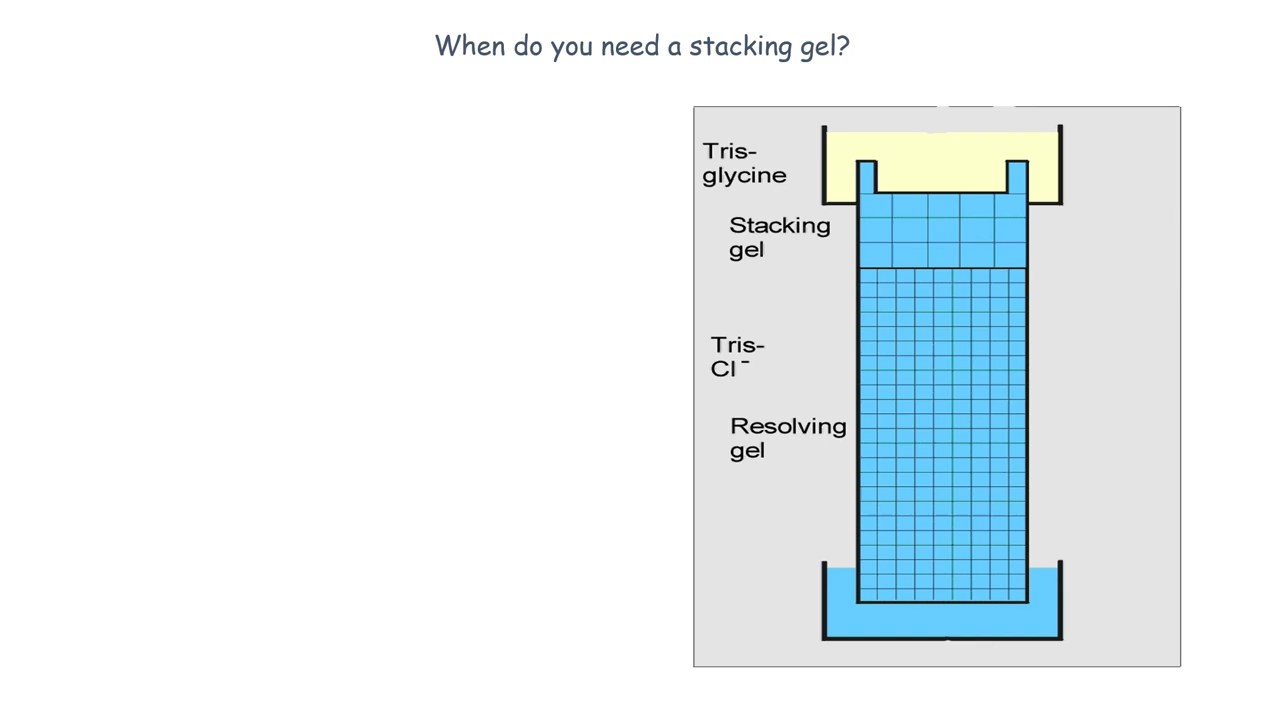 When do you need a stacking gel?
Tris-
glycine
Stacking
gel
Tris-
Cl⁻
Resolving
gel